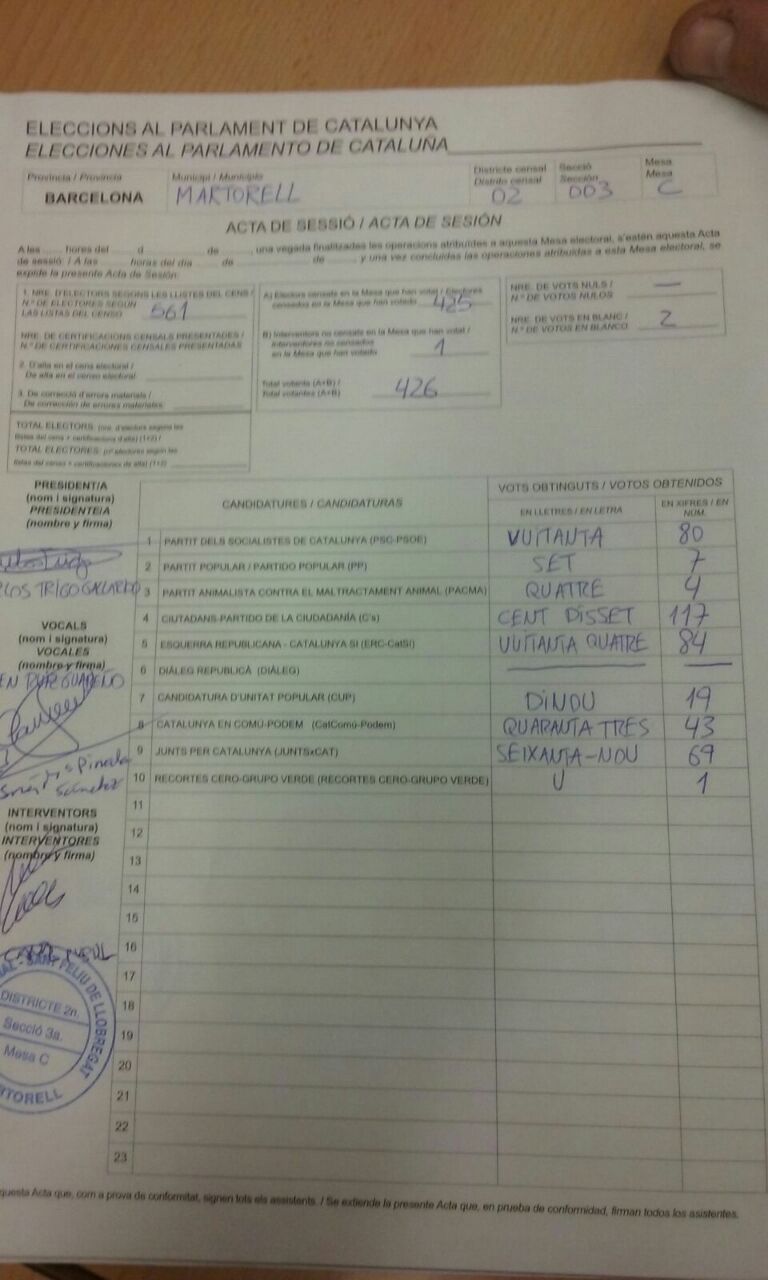 ELECCIONS AL PARLAMENT DE CATALUNYA
ELECCIONES AL PARLAMENTO DE CATALUÑA
Província / Provincia
BARCELONA
Municipi / Municipio
MARTORELL
Districte censal
Distrito censal
02
Secció
Sección
003
Mesa
Mesa
C
ACTA DE SESSIÓ / ACTA DE SESIÓN
A les hores del d de , una vegada finalitzades les operacions atribuïdes a aquesta Mesa electoral, s'estén aquesta Acta
de sessió: / A las horas del día de de y una vez concluidas las operaciones atribuidas a esta Mesa electoral, se
expide la presente Acta de Sesión:
1. NRE. D'ELECTORS SEGONS LES LLISTES DEL CENS /
N.º DE ELECTORES SEGÚN
LAS LISTAS DEL CENSO 561
NRE. DE CERTIFICACIONS CENSALS PRESENTADES /
N.º DE CERTIFICACIONES CENSALES PRESENTADAS
2. D'alta en el cens electoral /
De alta en el censo electoral
3. De correcció d'errors materials /
De corrección de errores materiales
TOTAL ELECTORS: (nre. d'electors segons les
llistes del cens + certificacions d'alta) (1+2) /
TOTAL ELECTORES: (nº electores según las
listas del censo + certificaciones de alta) (1+2)
A) Electors censats en la Mesa que han votat / Electores
censados en la Mesa que han votado 425
B) Interventors no censats en la Mesa que han votat /
Interventores no censados
en la Mesa que han votado 1
Total votants (A+B) /
Total votantes (A+B) 426
NRE. DE VOTS NULS /
N.º DE VOTOS NULOS —
NRE. DE VOTS EN BLANC /
N.º DE VOTOS EN BLANCO 2
PRESIDENT/A
(nom i signatura)
PRESIDENTE/A
(nombre y firma)
TRIGO GALLARDO
VOCALS
(nom i signatura)
VOCALES
(nombre y firma)
Pineda
Sánchez
INTERVENTORS
(nom i signatura)
INTERVENTORES
(nombre y firma)
CANDIDATURES / CANDIDATURAS
VOTS OBTINGUTS / VOTOS OBTENIDOS
EN LLETRES / EN LETRA
EN XIFRES / EN NÚM.
1 PARTIT DELS SOCIALISTES DE CATALUNYA (PSC-PSOE) VUITANTA 80
2 PARTIT POPULAR / PARTIDO POPULAR (PP) SET 7
3 PARTIT ANIMALISTA CONTRA EL MALTRACTAMENT ANIMAL (PACMA) QUATRE 4
4 CIUTADANS-PARTIDO DE LA CIUDADANÍA (C's) CENT DISSET 117
5 ESQUERRA REPUBLICANA - CATALUNYA SÍ (ERC-CatSí) VUITANTA QUATRE 84
6 DIÀLEG REPUBLICÀ (DIÀLEG) — —
7 CANDIDATURA D'UNITAT POPULAR (CUP) DINOU 19
8 CATALUNYA EN COMÚ-PODEM (CatComú-Podem) QUARANTA TRES 43
9 JUNTS PER CATALUNYA (JUNTSxCAT) SEIXANTA-NOU 69
10 RECORTES CERO-GRUPO VERDE (RECORTES CERO-GRUPO VERDE) U 1
11
12
13
14
15
16
17
18
19
20
21
22
23
SANT FELIU DE LLOBREGAT
DISTRICTE 2n.
Secció 3a.
Mesa C
questa Acta que, com a prova de conformitat, signen tots els assistents. / Se extiende la presente Acta que, en prueba de conformidad, firman todos los asistentes.